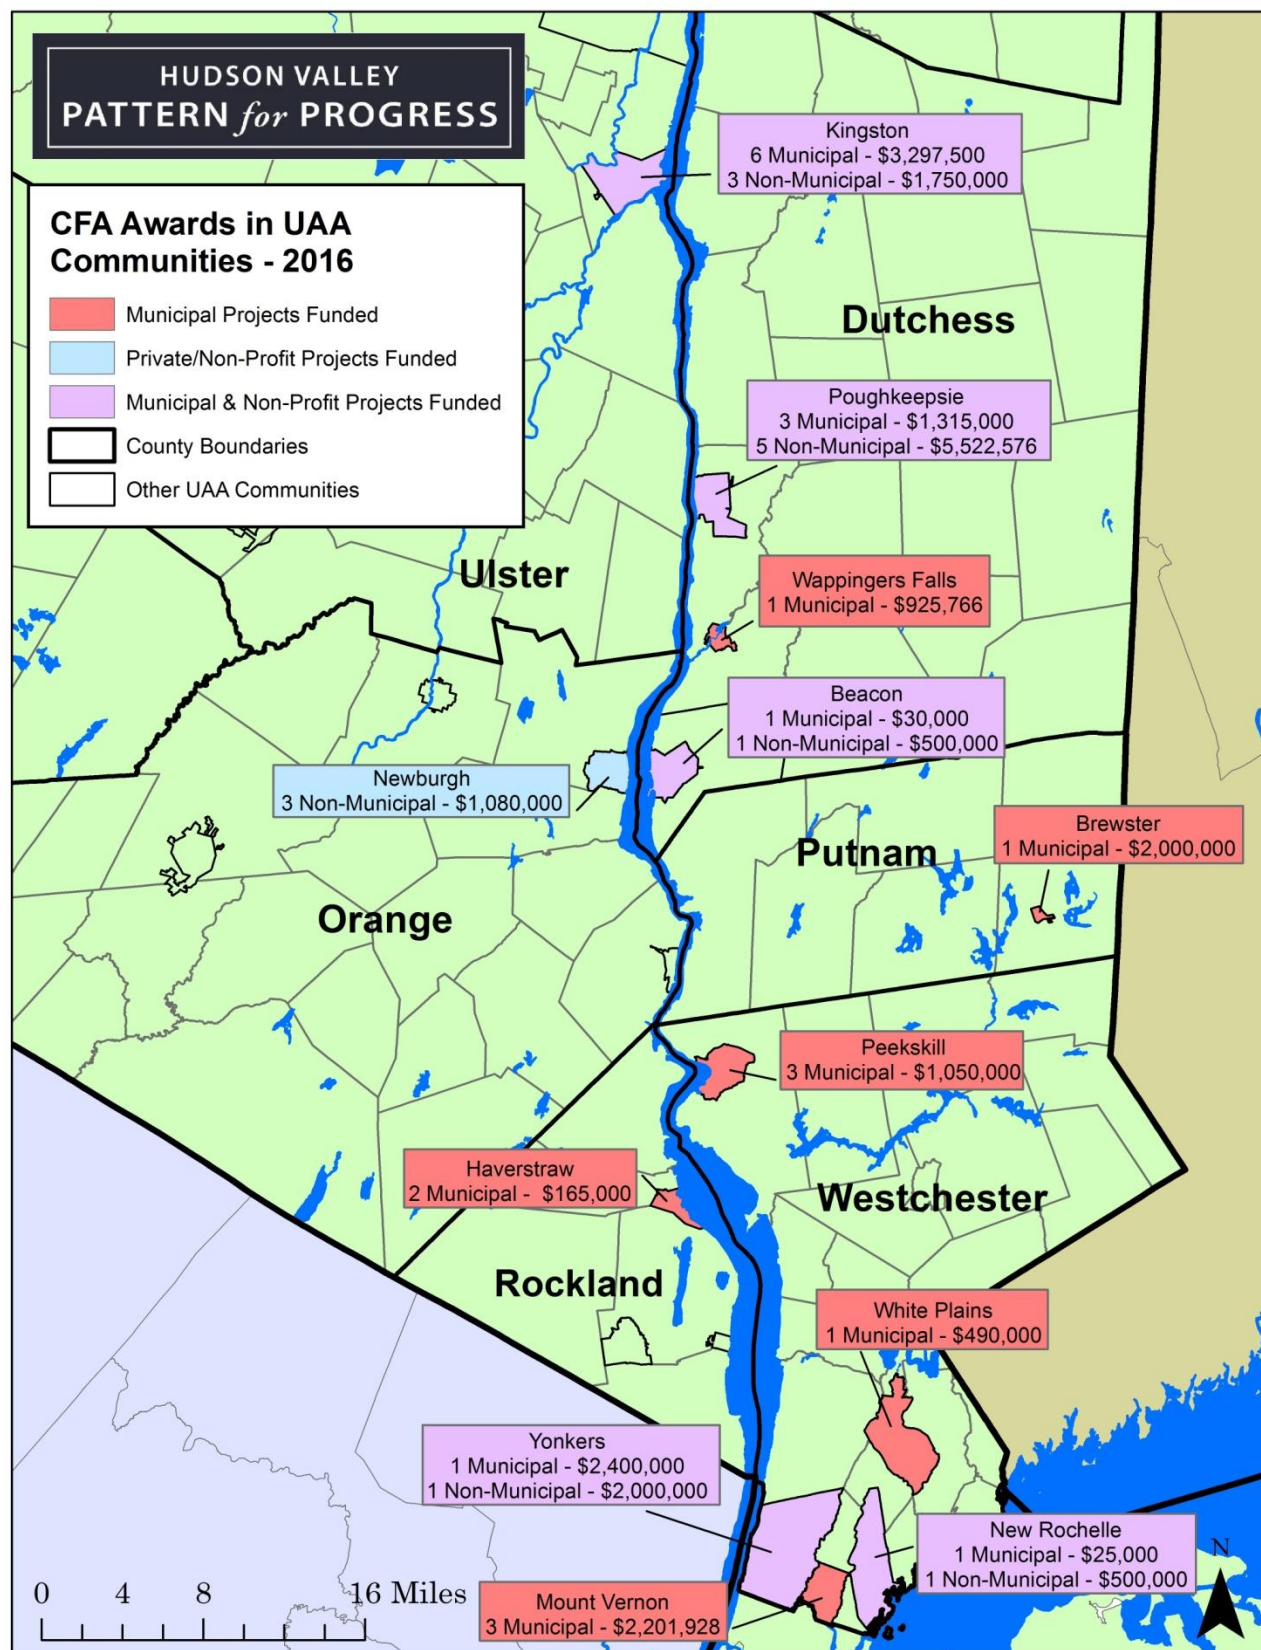 HUDSON VALLEY
PATTERN for PROGRESS
CFA Awards in UAA
Communities - 2016
Municipal Projects Funded
Private/Non-Profit Projects Funded
Municipal & Non-Profit Projects Funded
County Boundaries
Other UAA Communities
Kingston
6 Municipal - $3,297,500
3 Non-Municipal - $1,750,000
Dutchess
Poughkeepsie
3 Municipal - $1,315,000
5 Non-Municipal - $5,522,576
Ulster
Wappingers Falls
1 Municipal - $925,766
Beacon
1 Municipal - $30,000
1 Non-Municipal - $500,000
Newburgh
3 Non-Municipal - $1,080,000
Brewster
1 Municipal - $2,000,000
Putnam
Orange
Peekskill
3 Municipal - $1,050,000
Haverstraw
2 Municipal -  $165,000
Westchester
Rockland
White Plains
1 Municipal - $490,000
Yonkers
1 Municipal - $2,400,000
1 Non-Municipal - $2,000,000
New Rochelle
1 Municipal - $25,000
1 Non-Municipal - $500,000
N
Mount Vernon
3 Municipal - $2,201,928
0 4 8 16 Miles